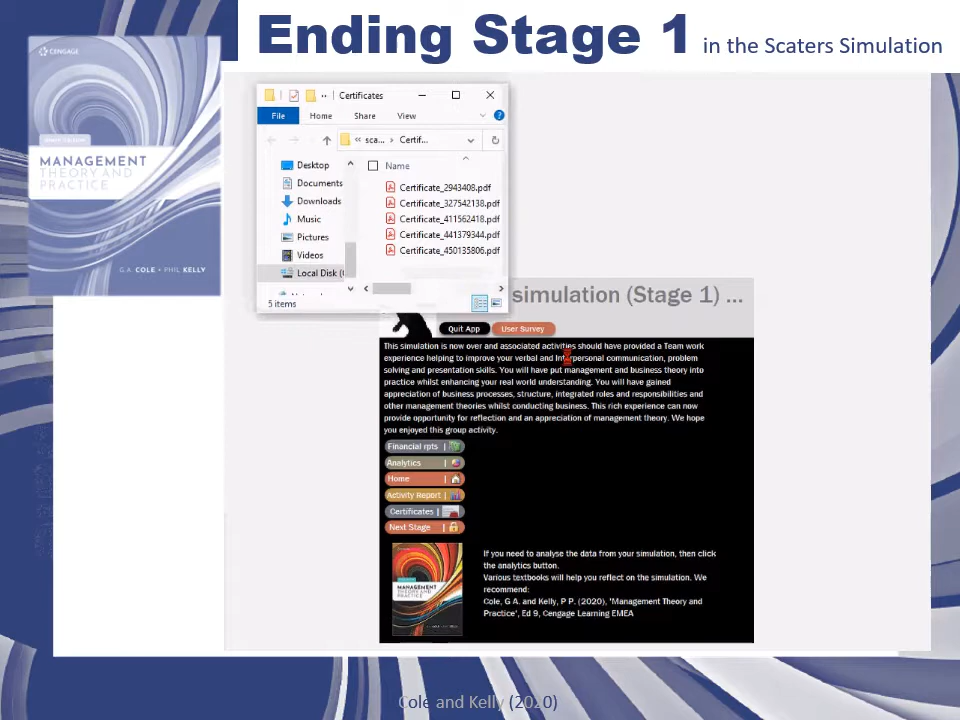 Ending Stage 1 in the Scaters Simulation
CENGAGE
MANAGEMENT
THEORY AND
PRACTICE
G.A. COLE • PHIL KELLY
Certificates
File Home Share View
sca... › Certif...
Desktop
Documents
Downloads
Music
Pictures
Videos
Local Disk (
Name
Certificate_2943408.pdf
Certificate_327542138.pdf
Certificate_411562418.pdf
Certificate_441379344.pdf
Certificate_450135806.pdf
5 items
simulation (Stage 1) ...
Quit App User Survey
This simulation is now over and associated activities should have provided a Team work
experience helping to improve your verbal and Interpersonal communication, problem
solving and presentation skills. You will have put management and business theory into
practice whilst enhancing your real world understanding. You will have gained
appreciation of business processes, structure, integrated roles and responsibilities and
other management theories whilst conducting business. This rich experience can now
provide opportunity for reflection and an appreciation of management theory. We hope
you enjoyed this group activity.
Financial rpts |
Analytics |
Home |
Activity Report |
Certificates |
Next Stage |
MANAGEMENT
THEORY AND
PRACTICE
If you need to analyse the data from your simulation, then click
the analytics button.
Various textbooks will help you reflect on the simulation. We
recommend:
Cole, G A. and Kelly, P P. (2020), 'Management Theory and
Practice', Ed 9, Cengage Learning EMEA
Cole and Kelly (2020)